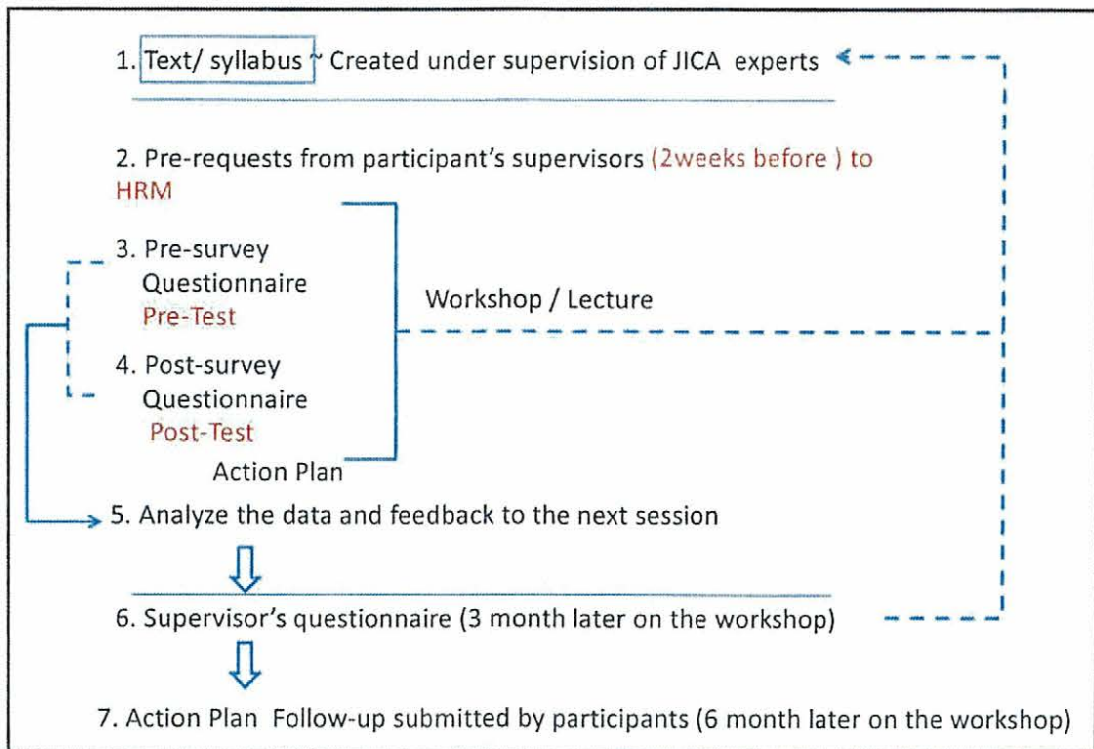 1. Text/ syllabus ~ Created under supervision of JICA experts
2. Pre-requests from participant's supervisors (2weeks before ) to
HRM
3. Pre-survey
Questionnaire
Pre-Test
Workshop / Lecture
4. Post-survey
Questionnaire
Post-Test
Action Plan
5. Analyze the data and feedback to the next session
6. Supervisor's questionnaire (3 month later on the workshop)
7. Action Plan Follow-up submitted by participants (6 month later on the workshop)